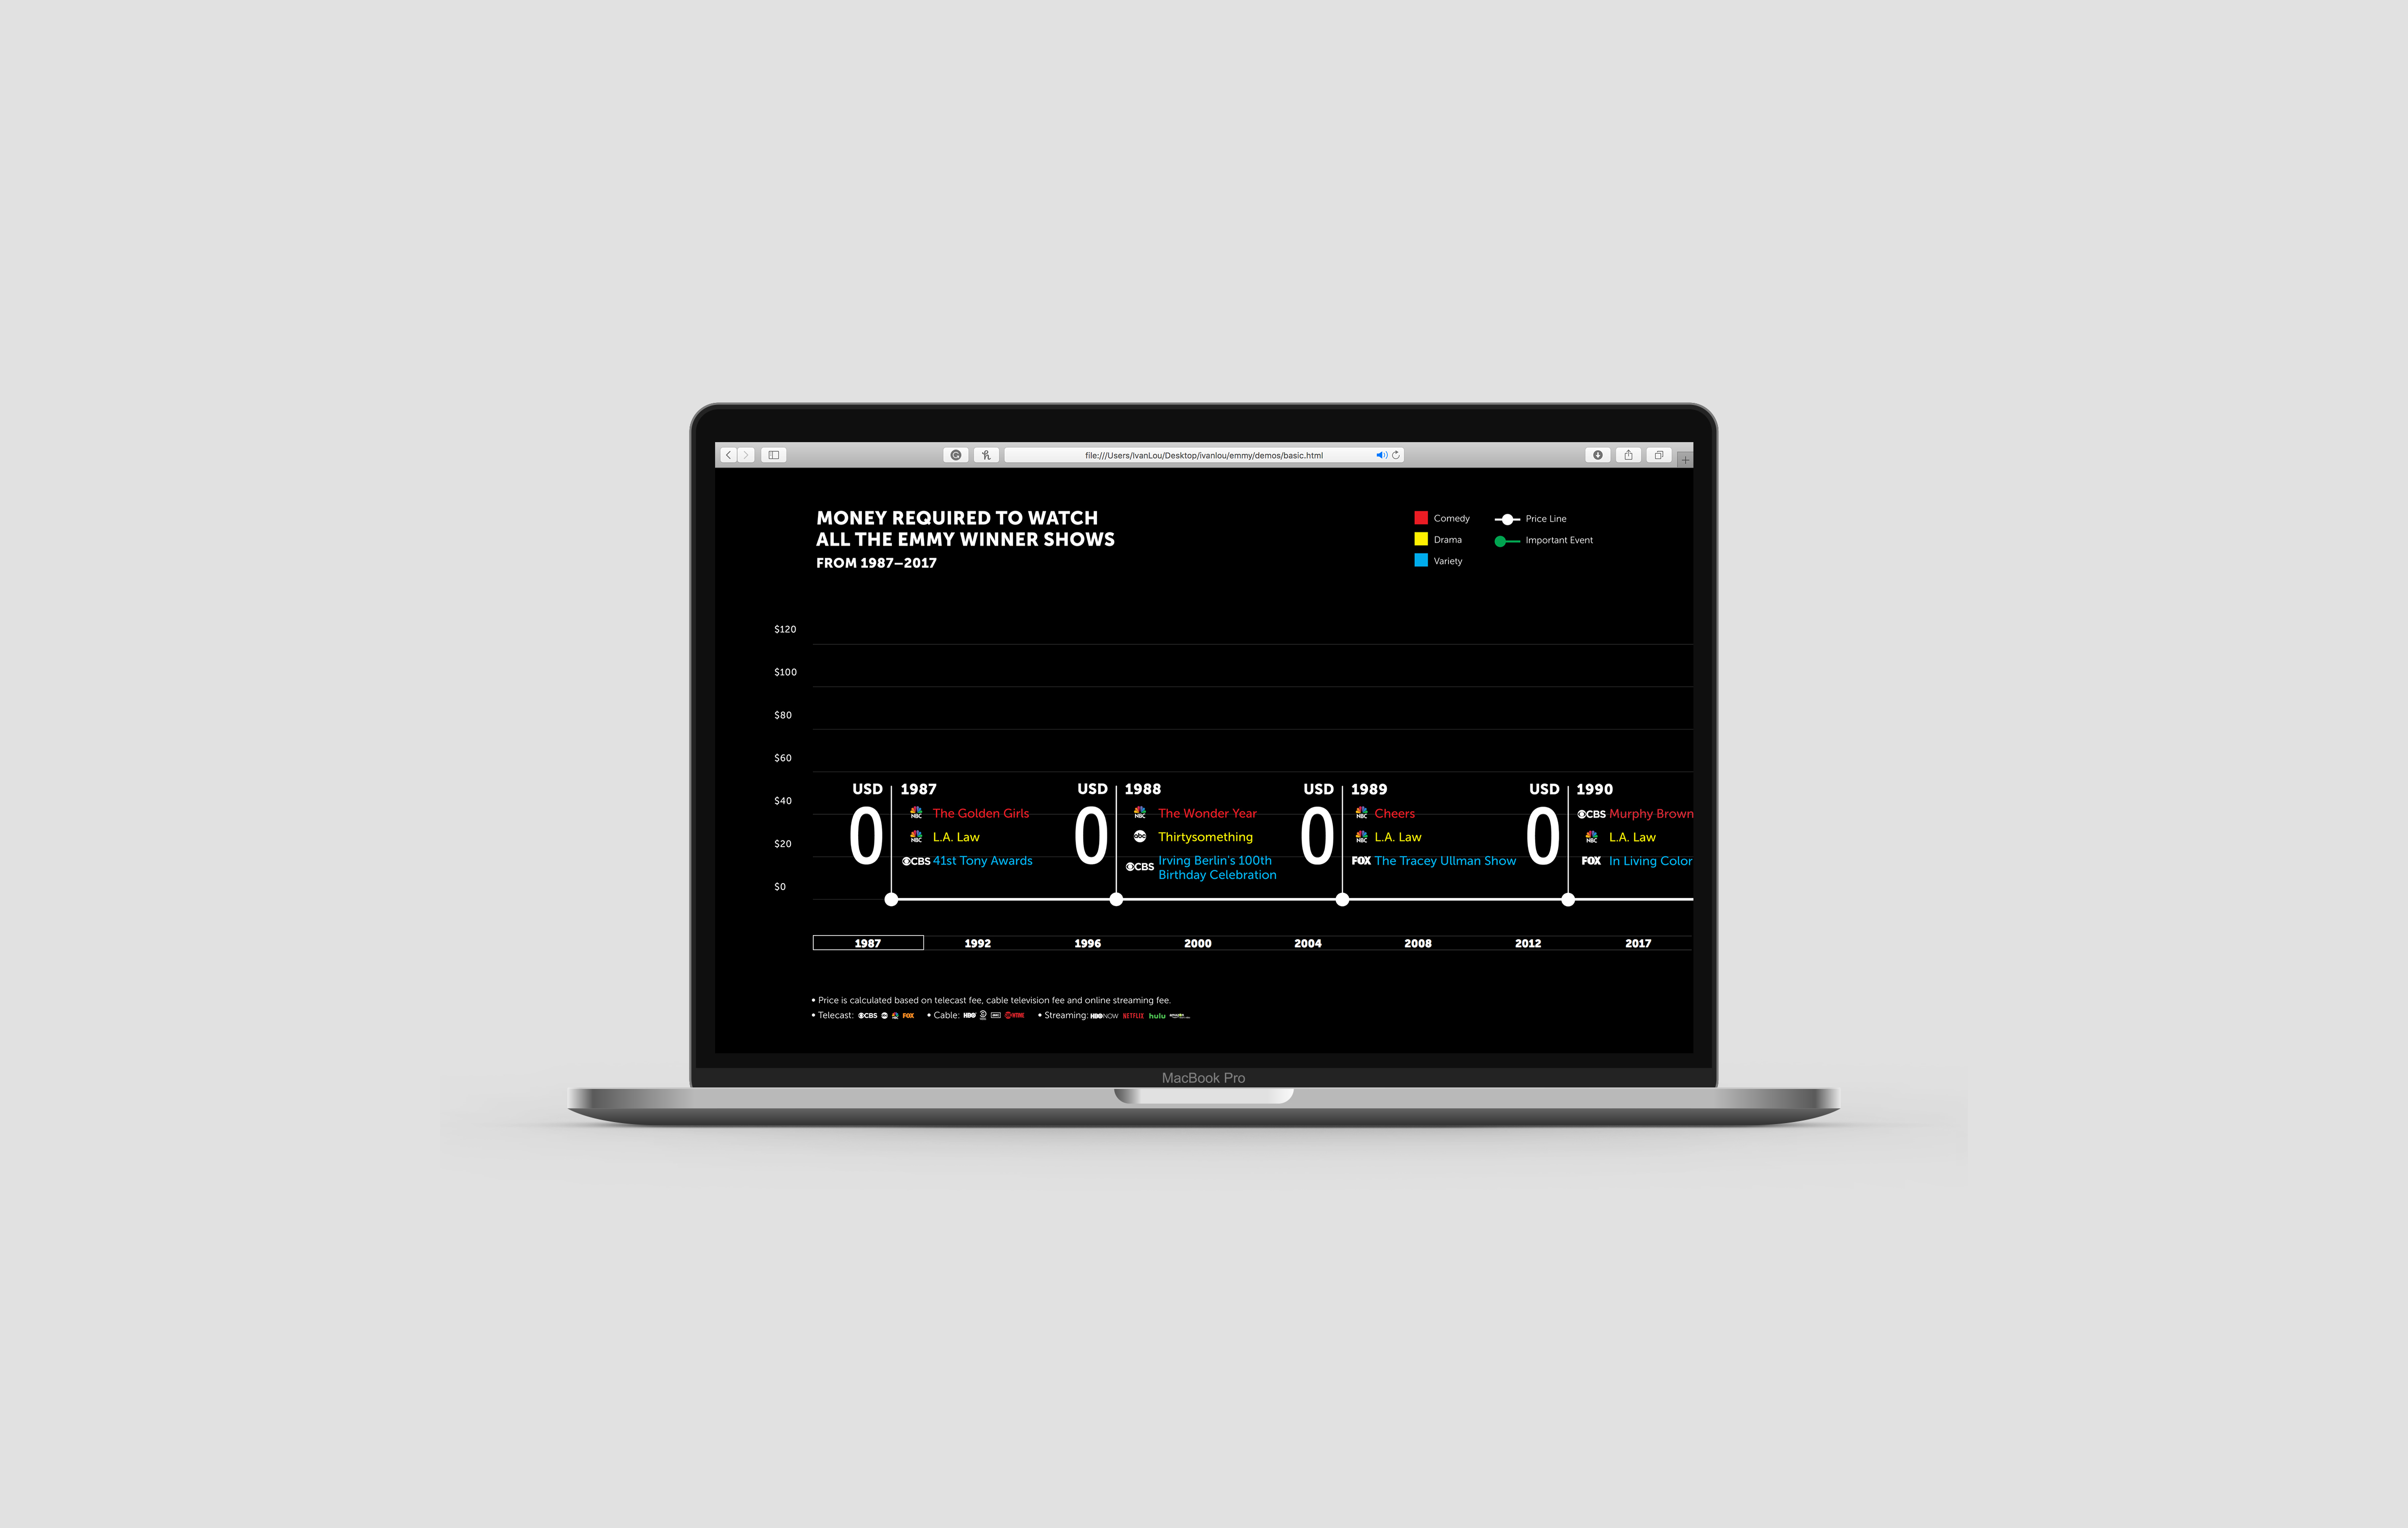 file:///Users/IvanLou/Desktop/ivanlou/emmy/demos/basic.html
MONEY REQUIRED TO WATCH
ALL THE EMMY WINNER SHOWS
FROM 1987–2017
Comedy
Drama
Variety
Price Line
Important Event
$120
$100
$80
$60
$40
$20
$0
USD
0
1987
NBC The Golden Girls
NBC L.A. Law
CBS 41st Tony Awards
USD
0
1988
NBC The Wonder Year
abc Thirtysomething
CBS Irving Berlin's 100th
Birthday Celebration
USD
0
1989
NBC Cheers
NBC L.A. Law
FOX The Tracey Ullman Show
USD
0
1990
CBS Murphy Brown
NBC L.A. Law
FOX In Living Color
1987 1992 1996 2000 2004 2008 2012 2017
• Price is calculated based on telecast fee, cable television fee and online streaming fee.
• Telecast: CBS abc NBC FOX • Cable: HBO SHOWTIME • Streaming: HBO NOW NETFLIX hulu
MacBook Pro